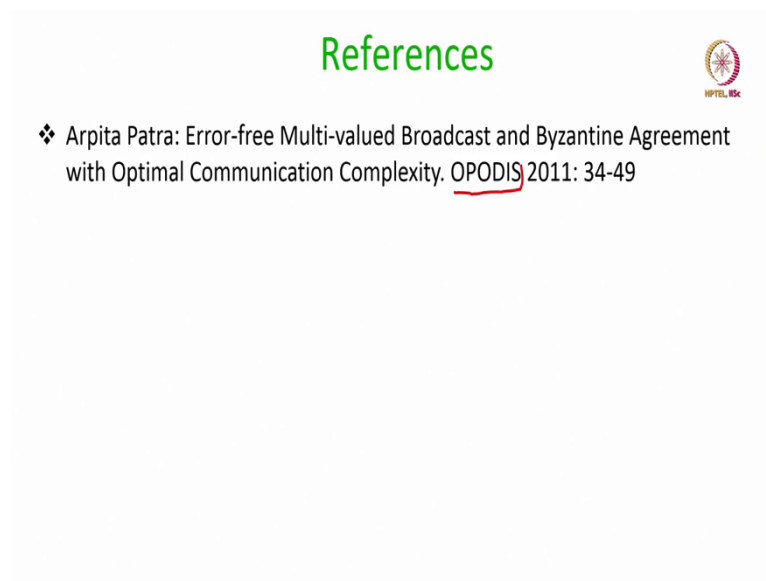 References
NPTEL, IISc
❖ Arpita Patra: Error-free Multi-valued Broadcast and Byzantine Agreement
with Optimal Communication Complexity. OPODIS 2011: 34-49